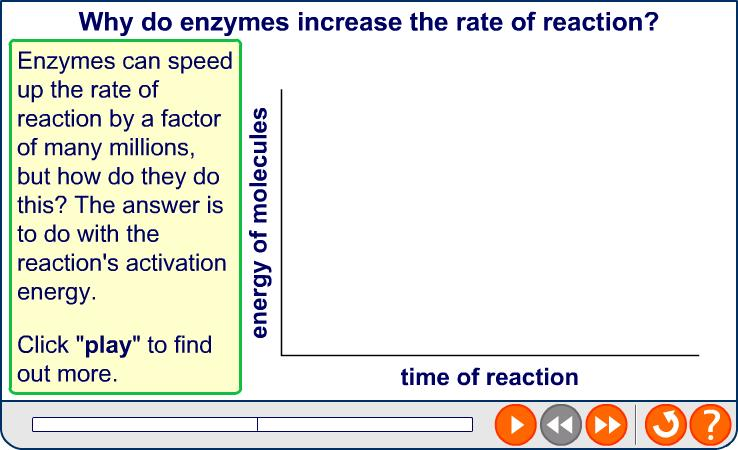 Why do enzymes increase the rate of reaction?
Enzymes can speed
up the rate of
reaction by a factor
of many millions,
but how do they do
this? The answer is
to do with the
reaction's activation
energy.
Click "play" to find
out more.
energy of molecules
time of reaction
?